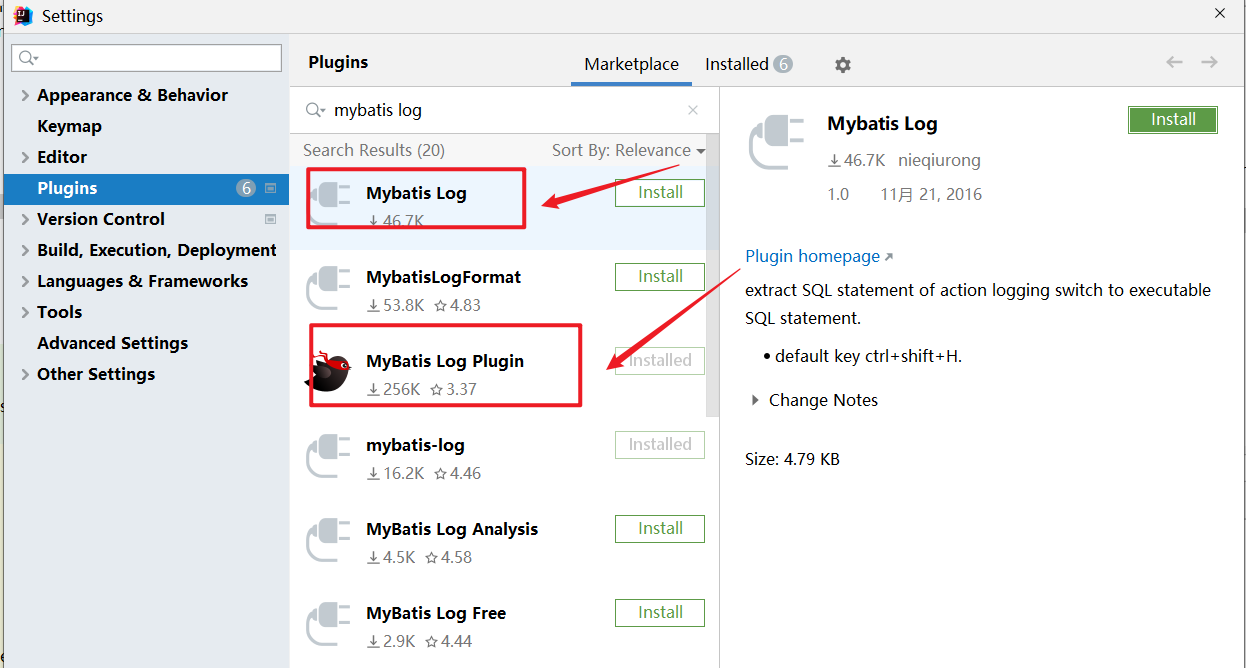 Settings
Appearance & Behavior
Keymap
Editor
Plugins 6
Version Control
Build, Execution, Deployment
Languages & Frameworks
Tools
Advanced Settings
Other Settings
Plugins
Marketplace
Installed 6
mybatis log
Search Results (20)
Sort By: Relevance
Mybatis Log
46.7K
Install
MybatisLogFormat
53.8K 4.83
Install
MyBatis Log Plugin
256K 3.37
Installed
mybatis-log
16.2K 4.46
Installed
MyBatis Log Analysis
4.5K 4.58
Install
MyBatis Log Free
2.9K 4.44
Install
Mybatis Log
Install
46.7K nieqiurong
1.0 11月 21, 2016
Plugin homepage
extract SQL statement of action logging switch to executable
SQL statement.
• default key ctrl+shift+H.
Change Notes
Size: 4.79 KB